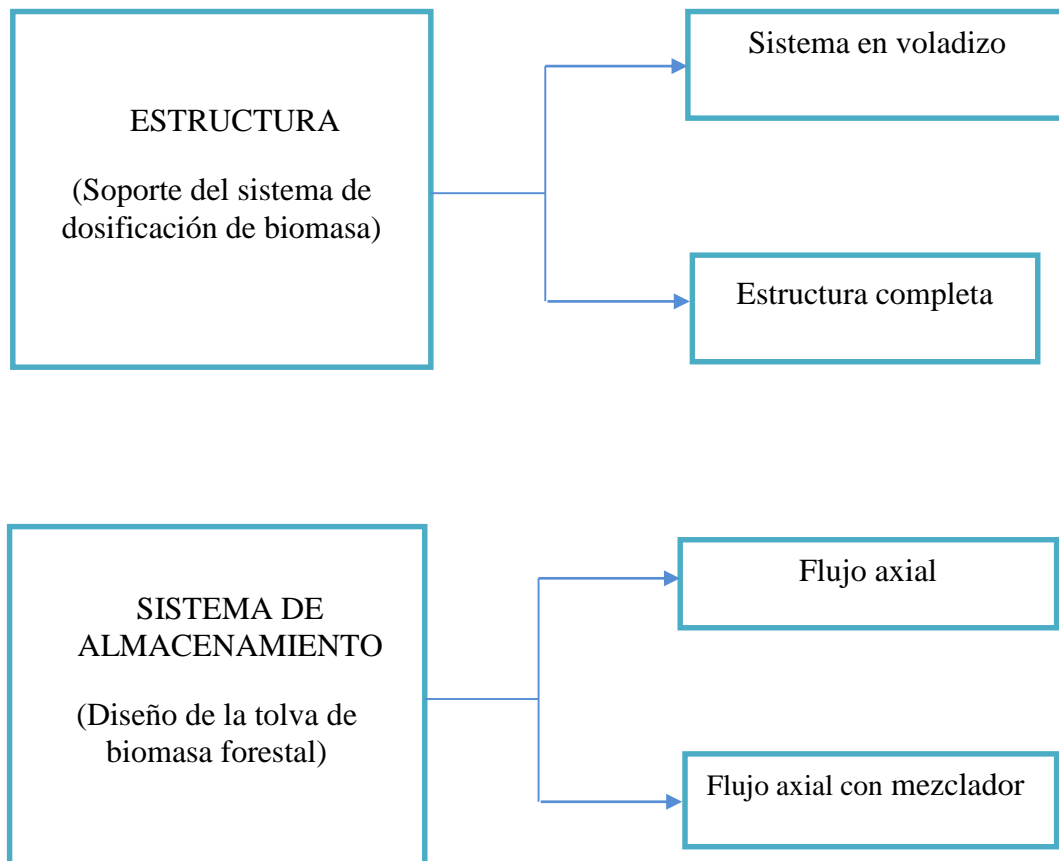 ESTRUCTURA
(Soporte del sistema de
dosificación de biomasa)
Sistema en voladizo
Estructura completa
SISTEMA DE
ALMACENAMIENTO
(Diseño de la tolva de
biomasa forestal)
Flujo axial
Flujo axial con mezclador